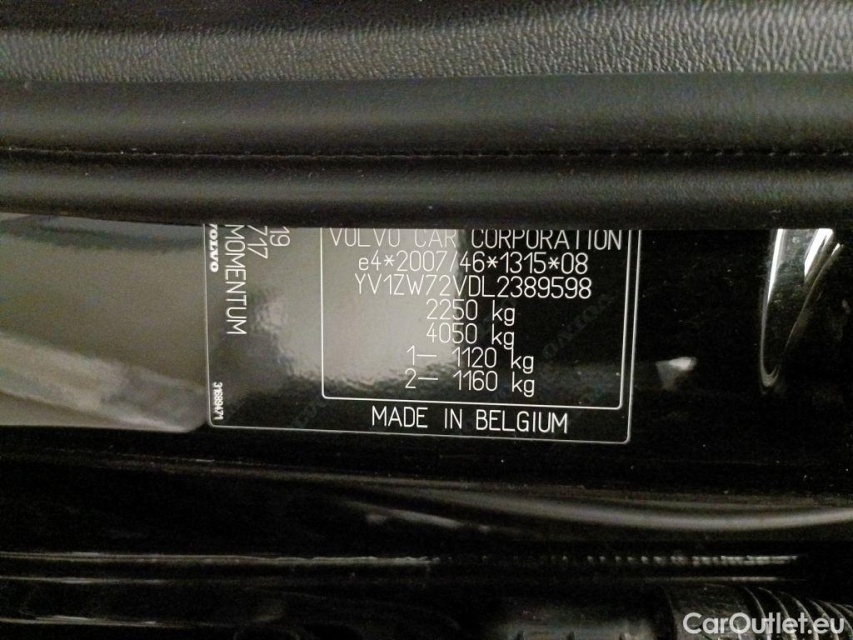 VOLVO CAR CORPORATION
e4*2007/46*1315*08
YV1ZW72VDL2389598
2250 kg
4050 kg
1- 1120 kg
2- 1160 kg
MADE IN BELGIUM
19
717
MOMENTUM
VOLVO
31689471
CarOutlet.eu